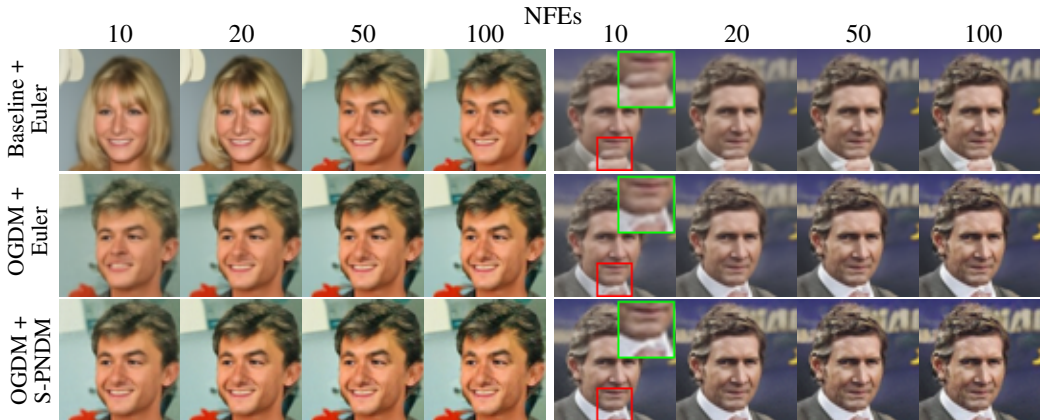 NFEs
10 20 50 100 10 20 50 100
Baseline +
Euler
OGDM +
Euler
OGDM +
S-PNDM